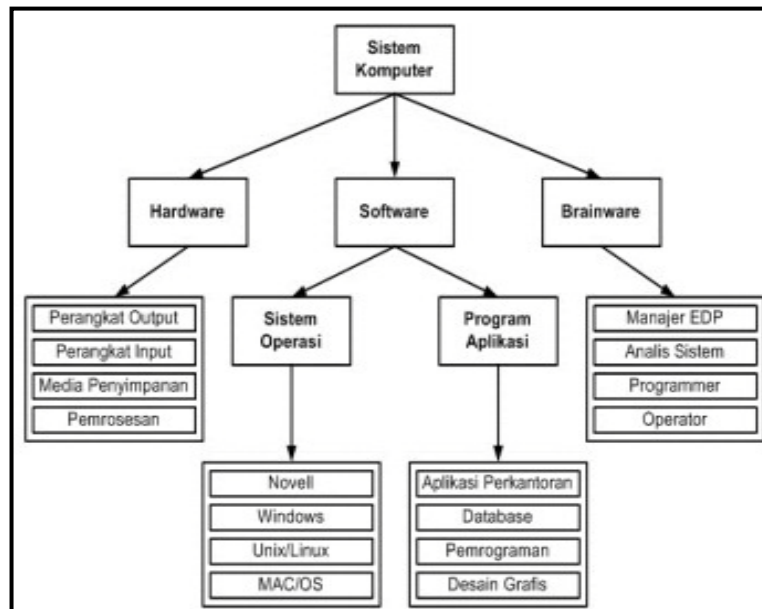 Sistem
Komputer
Hardware
Software
Brainware
Perangkat Output
Perangkat Input
Media Penyimpanan
Pemrosesan
Sistem
Operasi
Program
Aplikasi
Manajer EDP
Analis Sistem
Programmer
Operator
Novell
Windows
Unix/Linux
MAC/OS
Aplikasi Perkantoran
Database
Pemrograman
Desain Grafis